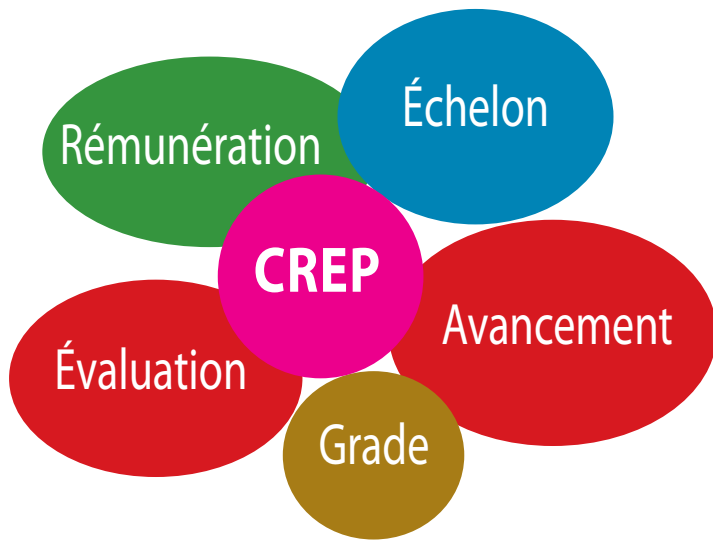 Échelon
Rémunération
CREP
Avancement
Évaluation
Grade